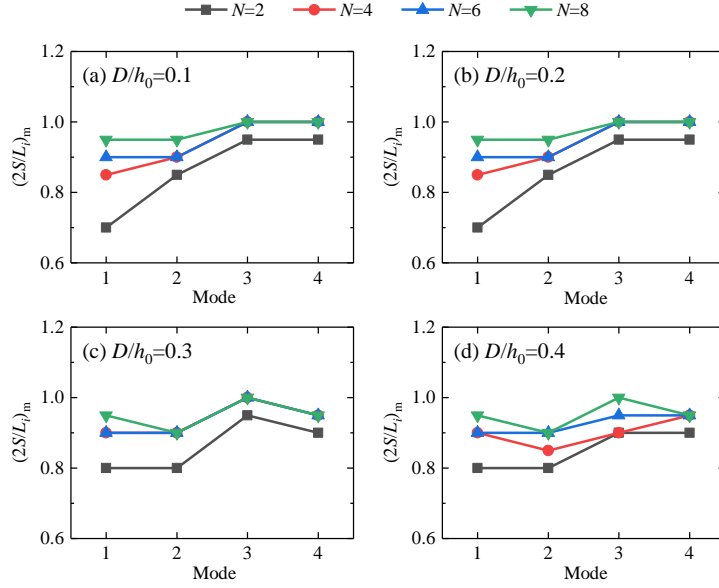 N=2 N=4 N=6 N=8
(a) D/h₀=0.1
(2S/Lᵢ)ₘ
1.2
1.0
0.8
0.6
1 2 3 4
Mode
(b) D/h₀=0.2
(2S/Lᵢ)ₘ
1.2
1.0
0.8
0.6
1 2 3 4
Mode
(c) D/h₀=0.3
(2S/Lᵢ)ₘ
1.2
1.0
0.8
0.6
1 2 3 4
Mode
(d) D/h₀=0.4
(2S/Lᵢ)ₘ
1.2
1.0
0.8
0.6
1 2 3 4
Mode